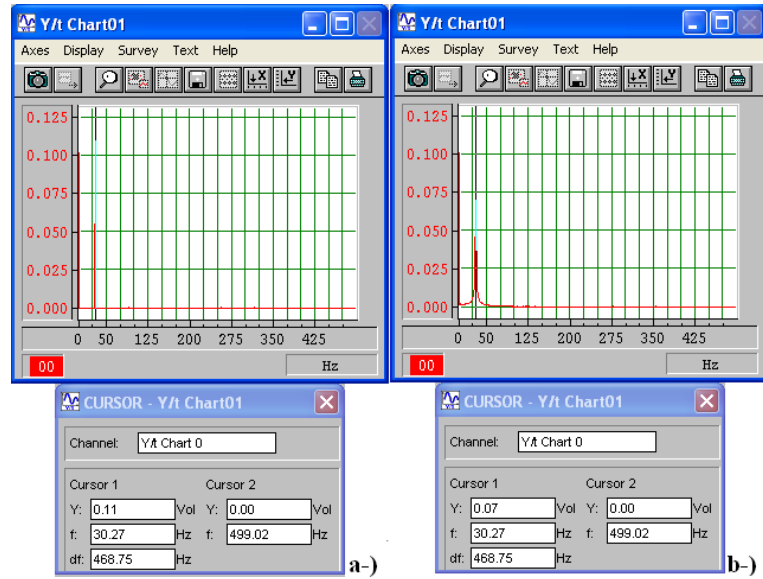 Y/t Chart01
Axes Display Survey Text Help
0.125
0.100
0.075
0.050
0.025
0.000
0 50 125 200 275 350 425
00 Hz
CURSOR - Y/t Chart01
Channel: Y/t Chart 0
Cursor 1 Cursor 2
Y: 0.11 Vol Y: 0.00 Vol
f: 30.27 Hz f: 499.02 Hz
df: 468.75 Hz
a-)
Y/t Chart01
Axes Display Survey Text Help
0.125
0.100
0.075
0.050
0.025
0.000
0 50 125 200 275 350 425
00 Hz
CURSOR - Y/t Chart01
Channel: Y/t Chart 0
Cursor 1 Cursor 2
Y: 0.07 Vol Y: 0.00 Vol
f: 30.27 Hz f: 499.02 Hz
df: 468.75 Hz
b-)